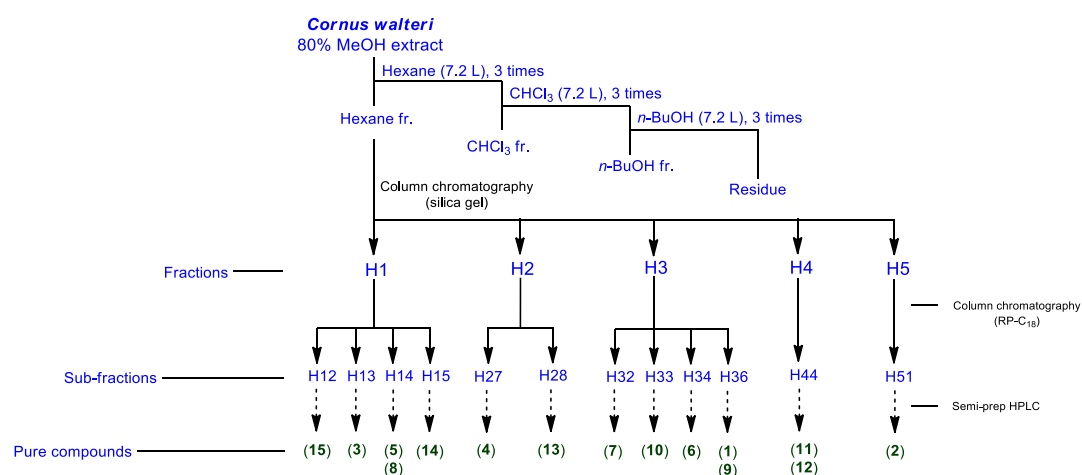 Cornus walteri
80% MeOH extract
Hexane (7.2 L), 3 times
CHCl₃ (7.2 L), 3 times
n-BuOH (7.2 L), 3 times
Hexane fr.
CHCl₃ fr.
n-BuOH fr.
Residue
Column chromatography
(silica gel)
Fractions
H1 H2 H3 H4 H5
Column chromatography
(RP-C₁₈)
Sub-fractions
H12 H13 H14 H15 H27 H28 H32 H33 H34 H36 H44 H51
Semi-prep HPLC
Pure compounds
(15) (3) (5) (14) (4) (13) (7) (10) (6) (1) (11) (2)
(8) (9) (12)